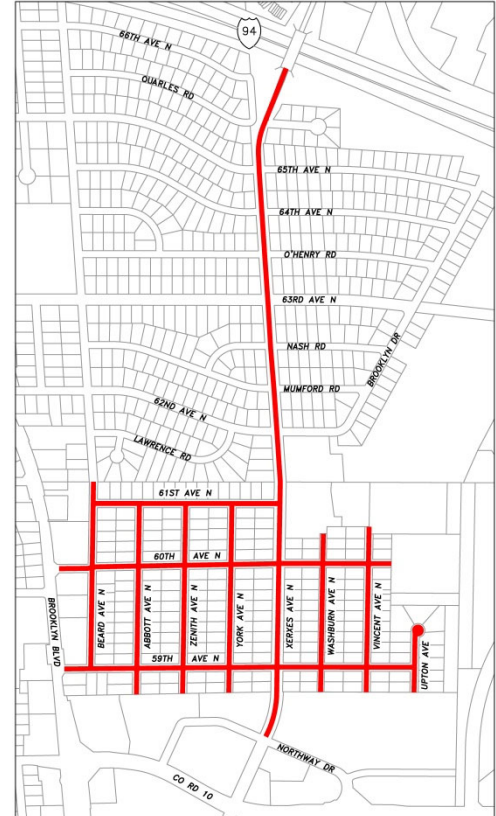 94
66TH AVE N
QUARLES RD
65TH AVE N
64TH AVE N
O'HENRY RD
63RD AVE N
NASH RD
BROOKLYN DR
MUMFORD RD
62ND AVE N
LAWRENCE RD
61ST AVE N
60TH AVE N
BROOKLYN BLVD
BEARD AVE N
ABBOTT AVE N
ZENITH AVE N
YORK AVE N
XERXES AVE N
WASHBURN AVE N
VINCENT AVE N
UPTON AVE
59TH AVE N
NORTHWAY DR
CO RD 10